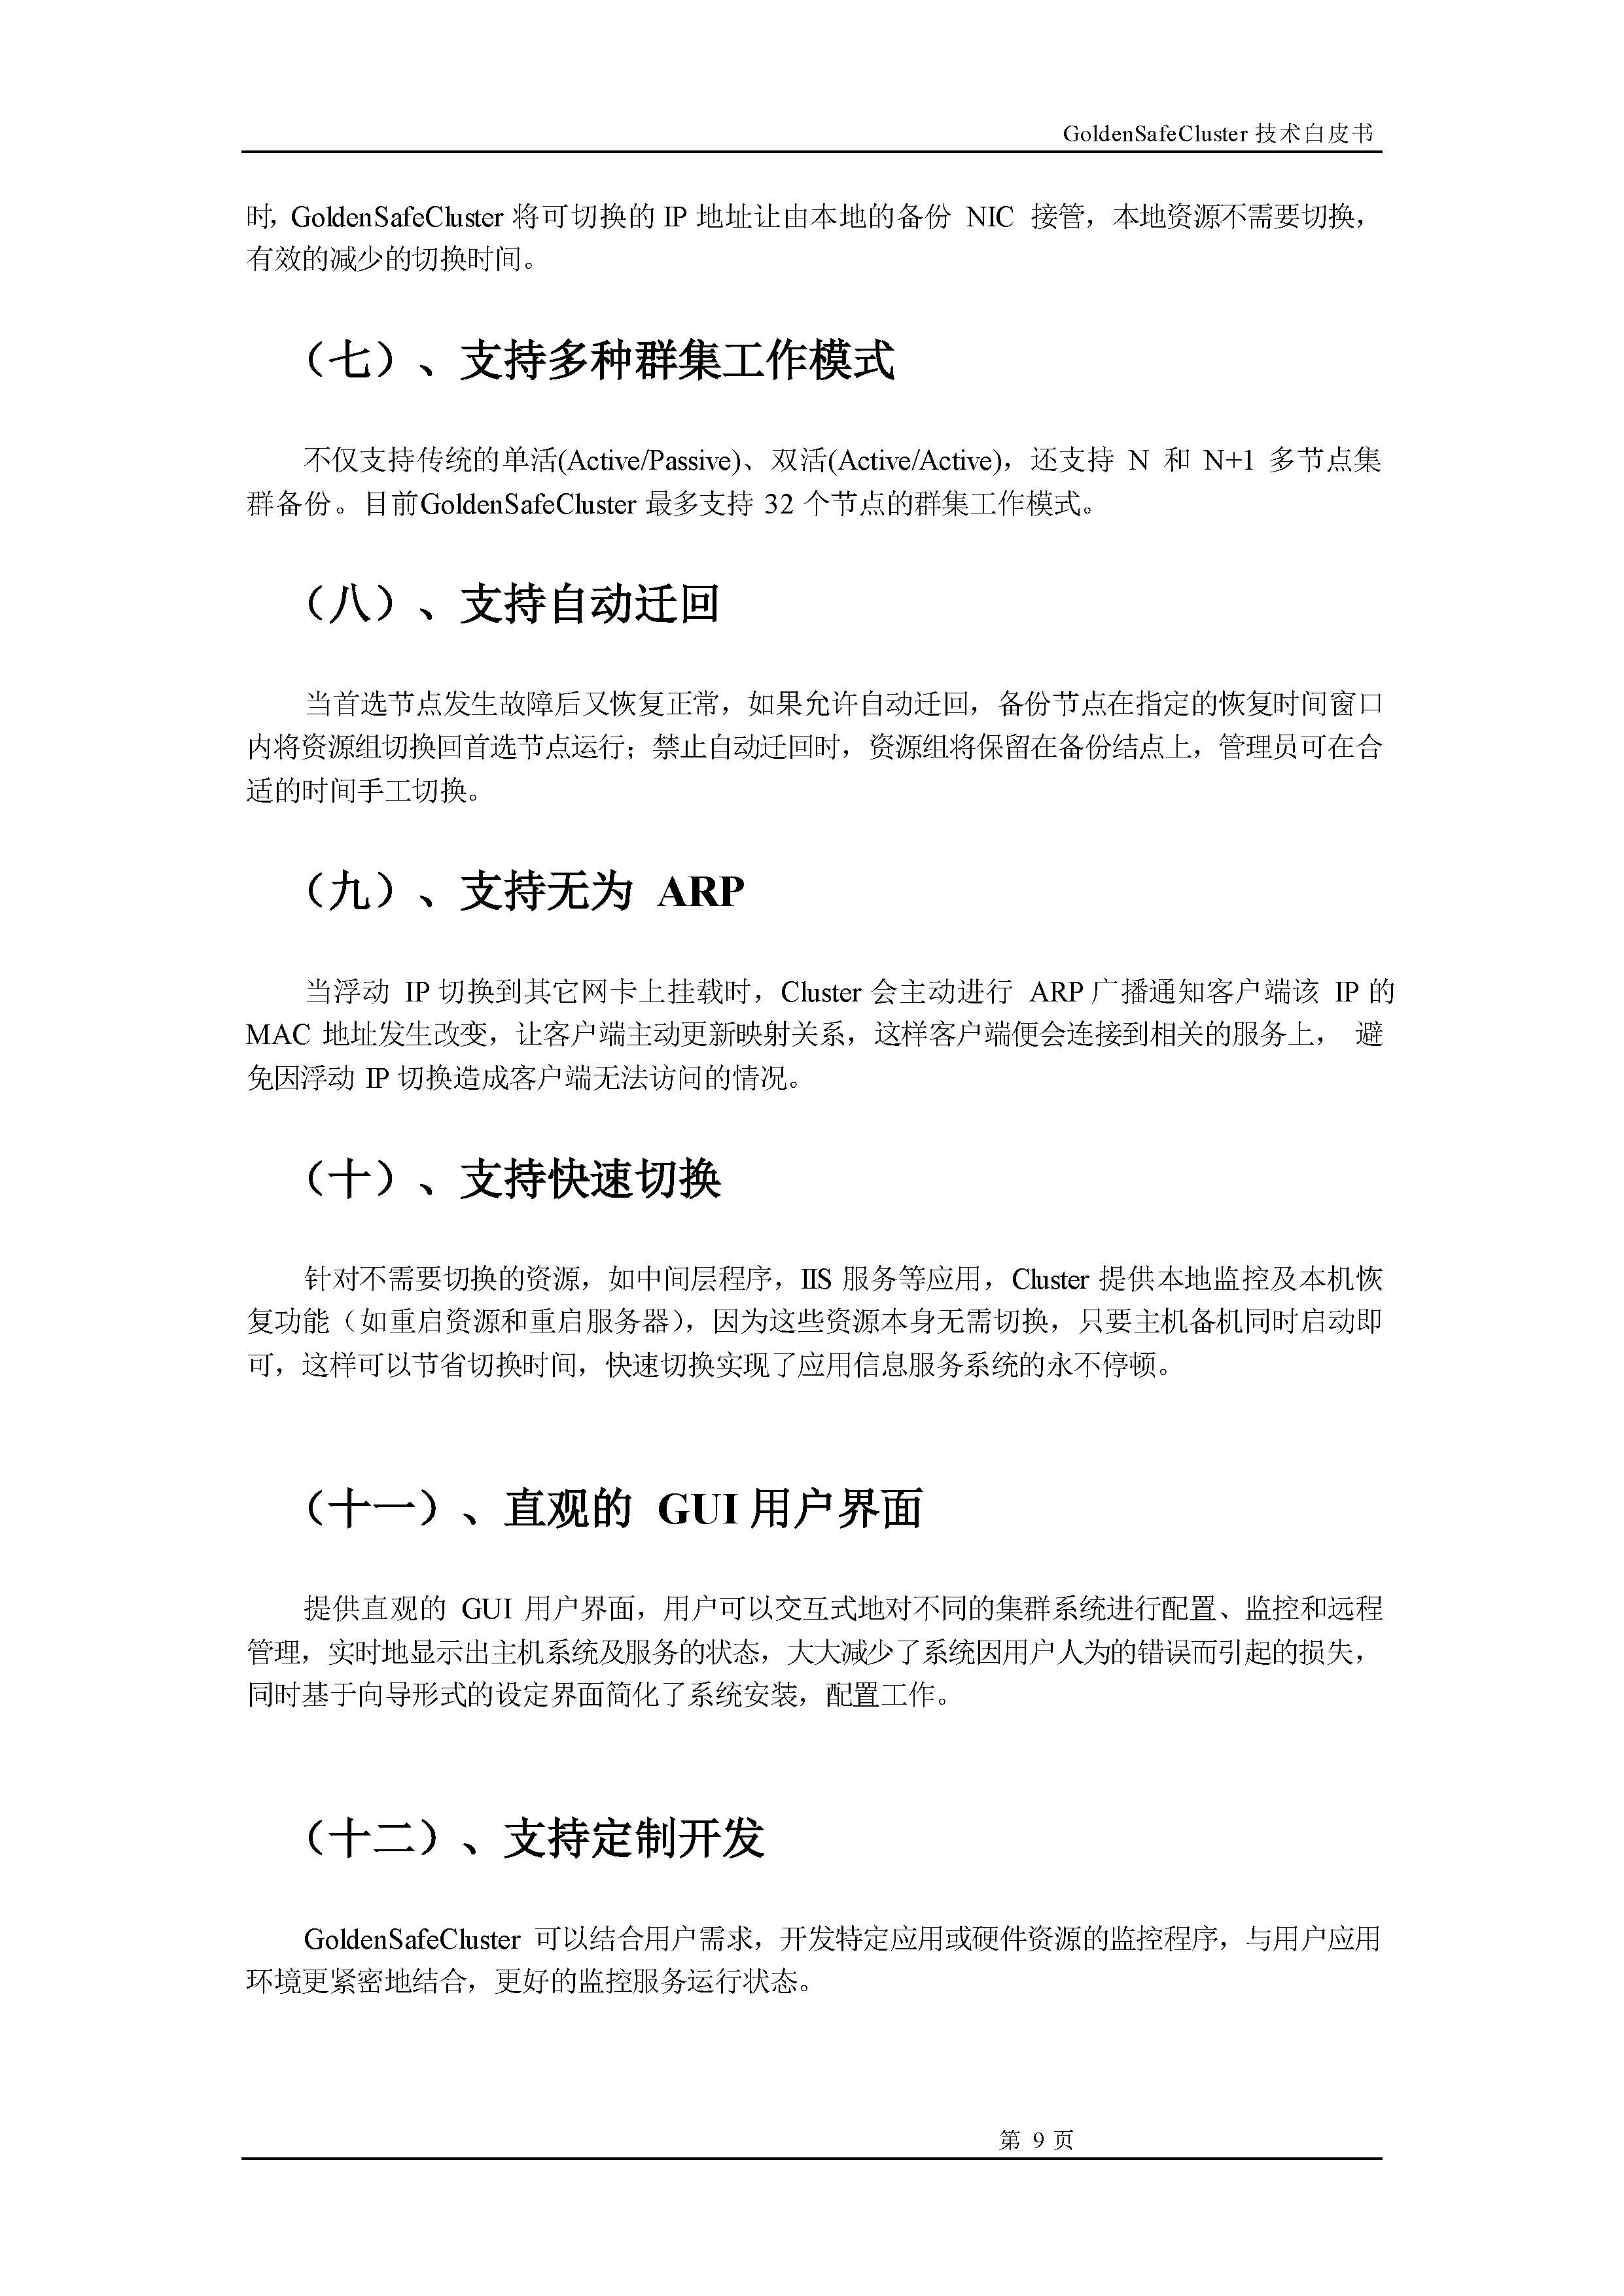 GoldenSafeCluster 技术白皮书
时，GoldenSafeCluster 将可切换的 IP 地址让由本地的备份 NIC 接管，本地资源不需要切换，
有效的减少的切换时间。
（七）、支持多种群集工作模式
不仅支持传统的单活(Active/Passive)、双活(Active/Active)，还支持 N 和 N+1 多节点集
群备份。目前GoldenSafeCluster 最多支持 32 个节点的群集工作模式。
（八）、支持自动迁回
当首选节点发生故障后又恢复正常，如果允许自动迁回，备份节点在指定的恢复时间窗口
内将资源组切换回首选节点运行；禁止自动迁回时，资源组将保留在备份结点上，管理员可在合
适的时间手工切换。
（九）、支持无为 ARP
当浮动 IP 切换到其它网卡上挂载时，Cluster 会主动进行 ARP 广播通知客户端该 IP 的
MAC 地址发生改变，让客户端主动更新映射关系，这样客户端便会连接到相关的服务上， 避
免因浮动 IP 切换造成客户端无法访问的情况。
（十）、支持快速切换
针对不需要切换的资源，如中间层程序，IIS 服务等应用，Cluster 提供本地监控及本机恢
复功能（如重启资源和重启服务器），因为这些资源本身无需切换，只要主机备机同时启动即
可，这样可以节省切换时间，快速切换实现了应用信息服务系统的永不停顿。
（十一）、直观的 GUI 用户界面
提供直观的 GUI 用户界面，用户可以交互式地对不同的集群系统进行配置、监控和远程
管理，实时地显示出主机系统及服务的状态，大大减少了系统因用户人为的错误而引起的损失，
同时基于向导形式的设定界面简化了系统安装，配置工作。
（十二）、支持定制开发
GoldenSafeCluster 可以结合用户需求，开发特定应用或硬件资源的监控程序，与用户应用
环境更紧密地结合，更好的监控服务运行状态。
第 9 页